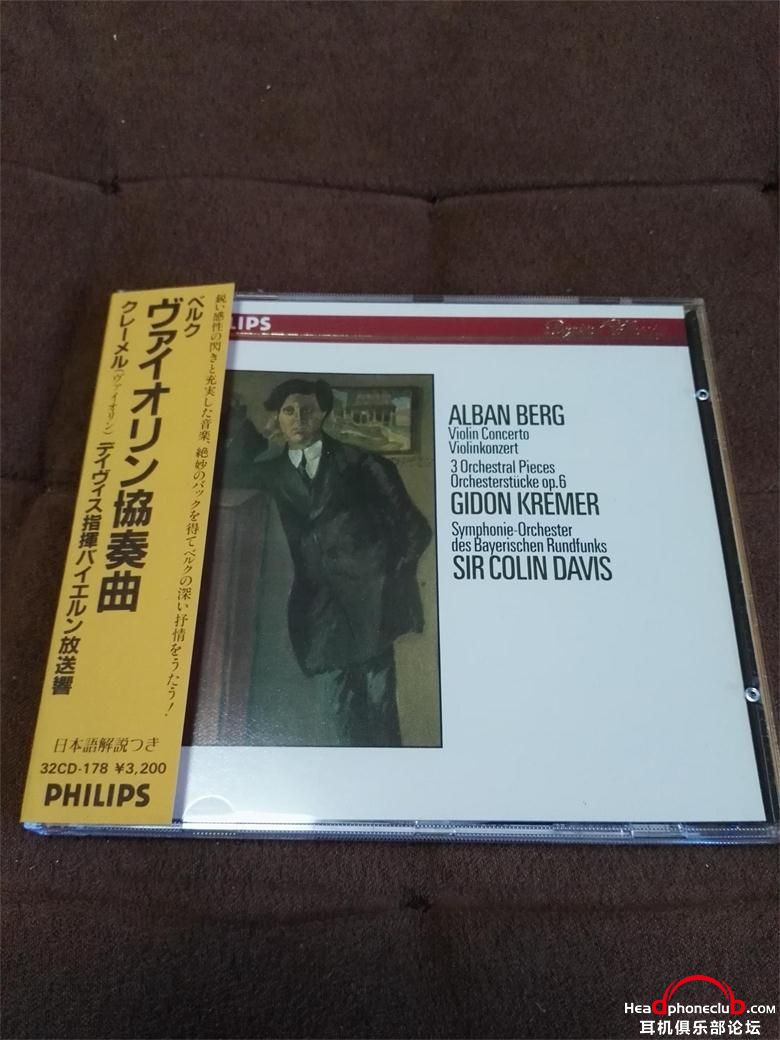 鋭い感性の閃きと充実した音楽、絶妙のバックを得てベルクの深い抒情をうたう!
ベルク
ヴァイオリン協奏曲
クレーメル(ヴァイオリン) デイヴィス指揮バイエルン放送響
日本語解説つき
32CD-178 ¥3,200
PHILIPS
LIPS
ALBAN BERG
Violin Concerto
Violinkonzert
3 Orchestral Pieces
Orchesterstücke op.6
GIDON KREMER
Symphonie-Orchester
des Bayerischen Rundfunks
SIR COLIN DAVIS
HeadphoneclubD.COM
耳机俱乐部论坛